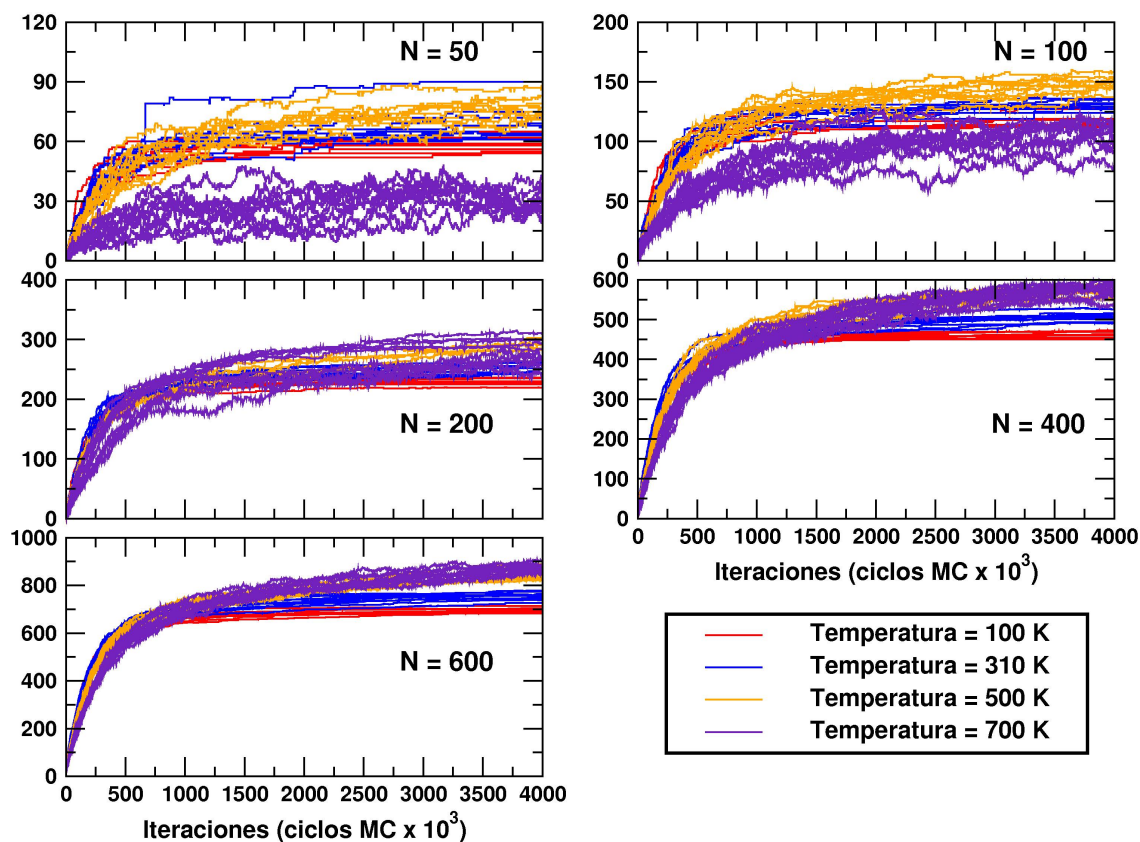 120
90
60
30
0
N = 50
200
150
100
50
0
N = 100
400
300
200
100
0
N = 200
600
500
400
300
200
100
0
N = 400
0 500 1000 1500 2000 2500 3000 3500 4000
Iteraciones (ciclos MC x 10³)
1000
800
600
400
200
0
N = 600
0 500 1000 1500 2000 2500 3000 3500 4000
Iteraciones (ciclos MC x 10³)
Temperatura = 100 K
Temperatura = 310 K
Temperatura = 500 K
Temperatura = 700 K